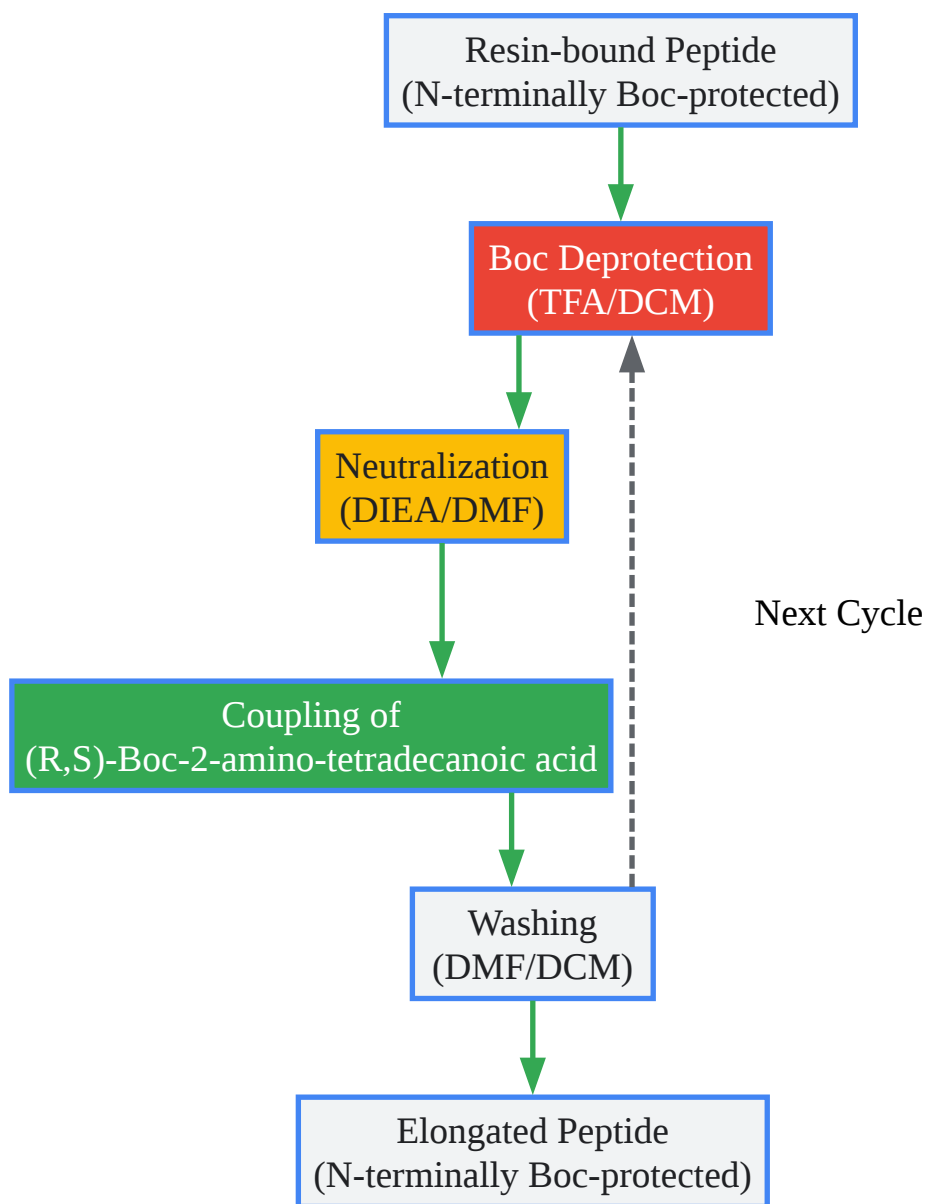 Resin-bound Peptide
(N-terminally Boc-protected)
Boc Deprotection
(TFA/DCM)
Neutralization
(DIEA/DMF)
Next Cycle
Coupling of
(R,S)-Boc-2-amino-tetradecanoic acid
Washing
(DMF/DCM)
Elongated Peptide
(N-terminally Boc-protected)